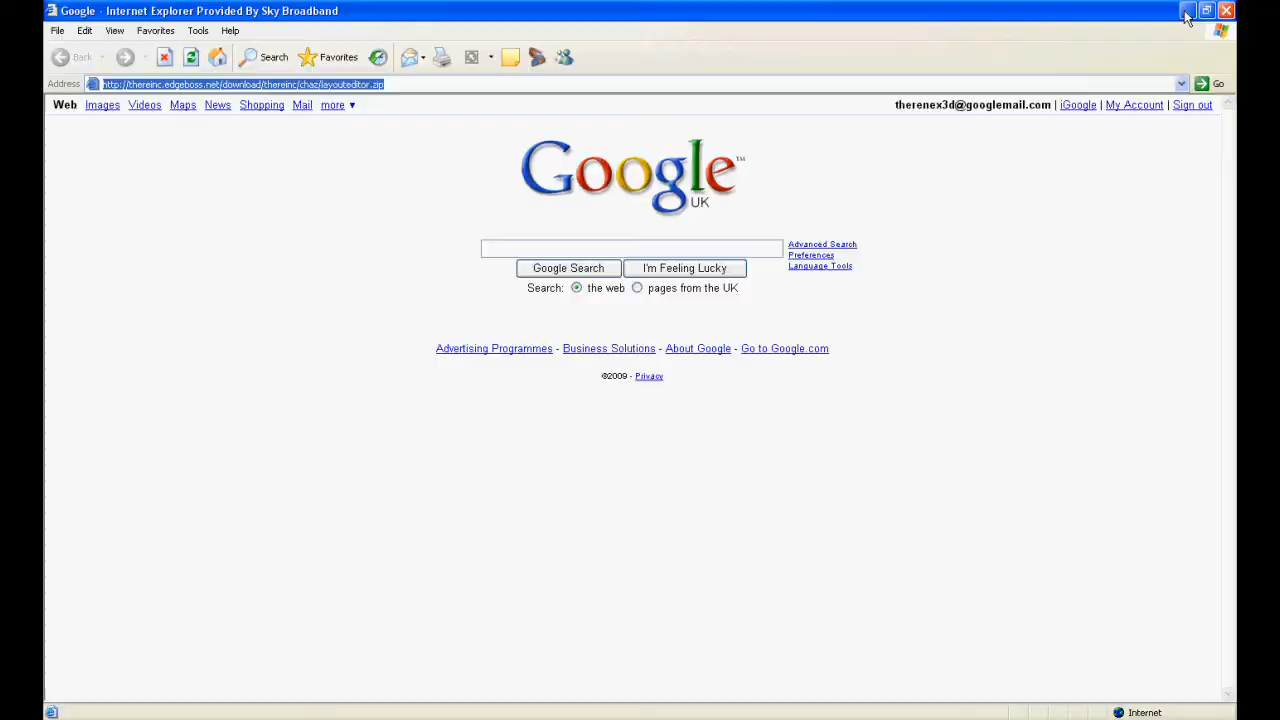 Google - Internet Explorer Provided By Sky Broadband
File Edit View Favorites Tools Help
Back Search Favorites
Address http://thereinc.edgeboss.net/download/thereinc/chaz/layouteditor.zip Go
Web Images Videos Maps News Shopping Mail more ▼ therenex3d@googlemail.com | iGoogle | My Account | Sign out
Google™
UK
Advanced Search
Preferences
Language Tools
Google Search I'm Feeling Lucky
Search: the web pages from the UK
Advertising Programmes - Business Solutions - About Google - Go to Google.com
©2009 - Privacy
Internet